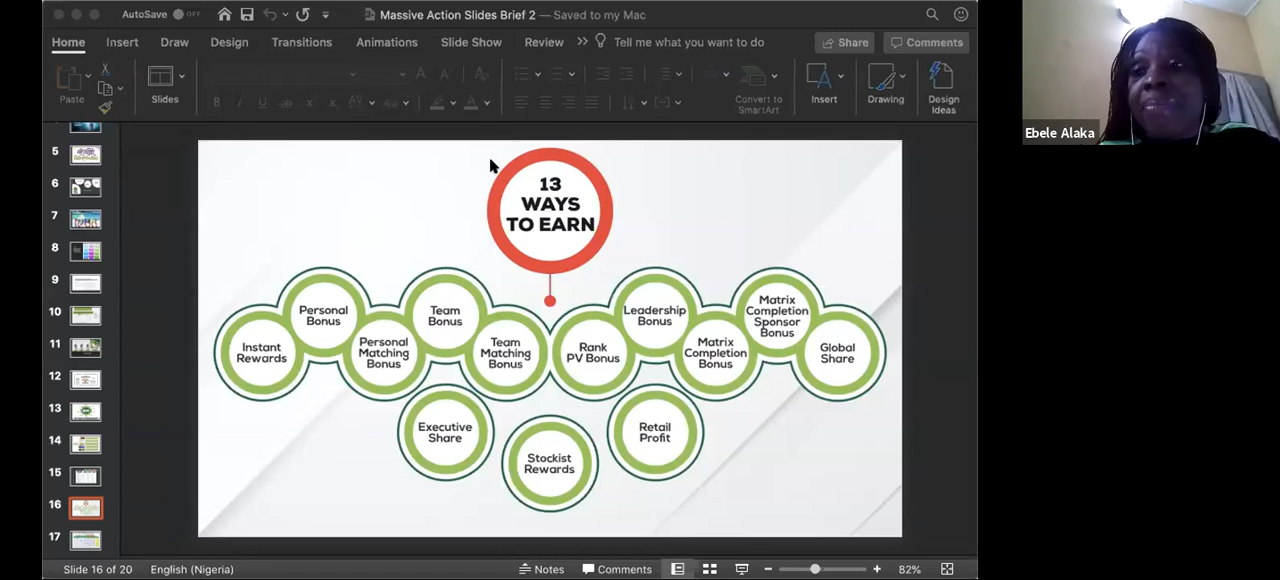 AutoSave OFF
Massive Action Slides Brief 2 — Saved to my Mac
Home Insert Draw Design Transitions Animations Slide Show Review >> Tell me what you want to do Share Comments
Paste Slides Convert to SmartArt Insert Drawing Design Ideas
5
6
7
8
9
10
11
12
13
14
15
16
17
13
WAYS
TO EARN
Instant
Rewards
Personal
Bonus
Personal
Matching
Bonus
Team
Bonus
Team
Matching
Bonus
Rank
PV Bonus
Leadership
Bonus
Matrix
Completion
Bonus
Matrix
Completion
Sponsor
Bonus
Global
Share
Executive
Share
Stockist
Rewards
Retail
Profit
Slide 16 of 20 English (Nigeria) Notes Comments 82%
Ebele Alaka